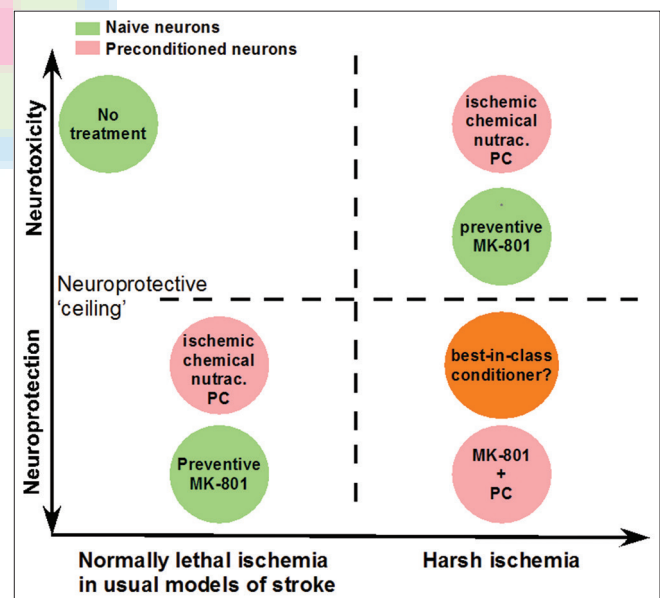 Naive neurons
Preconditioned neurons
Neurotoxicity
No
treatment
ischemic
chemical
nutrac.
PC
preventive
MK-801
Neuroprotective
'ceiling'
Neuroprotection
ischemic
chemical
nutrac.
PC
best-in-class
conditioner?
Preventive
MK-801
MK-801
+
PC
Normally lethal ischemia
in usual models of stroke
Harsh ischemia